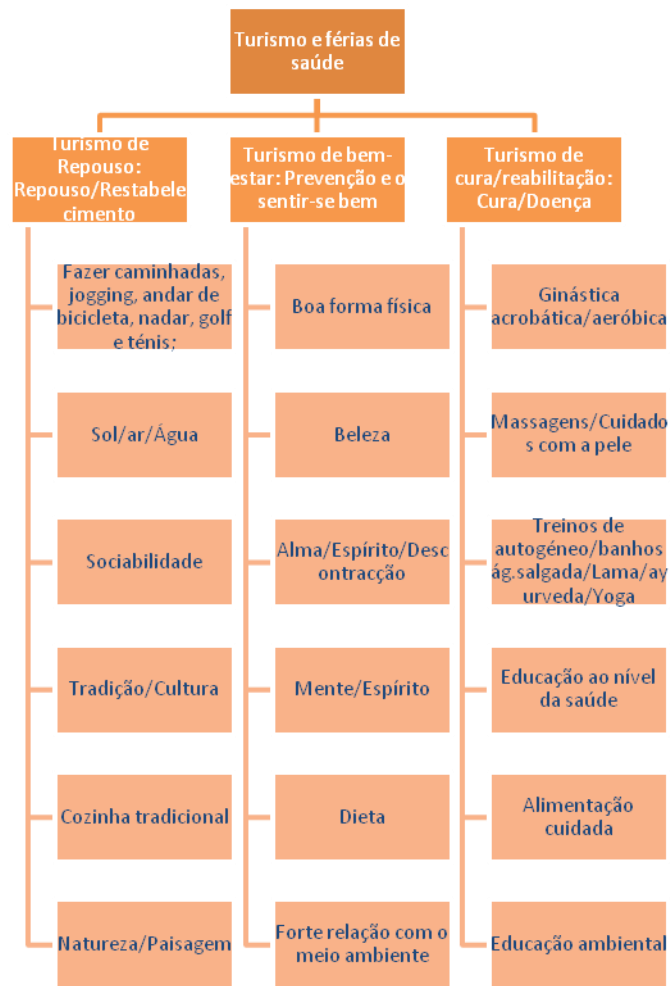 Turismo e férias de
saúde
Turismo de
Repouso:
Repouso/Restabele
cimento
Turismo de bem-
estar: Prevenção e o
sentir-se bem
Turismo de
cura/reabilitação:
Cura/Doença
Fazer caminhadas,
jogging, andar de
bicicleta, nadar, golf
e ténis;
Boa forma física
Ginástica
acrobática/aeróbica
Sol/ar/Água
Beleza
Massagens/Cuidado
s com a pele
Sociabilidade
Alma/Espírito/Desc
ontracção
Treinos de
autogéneo/banhos
ág.salgada/Lama/ay
urveda/Yoga
Tradição/Cultura
Mente/Espírito
Educação ao nível
da saúde
Cozinha tradicional
Dieta
Alimentação
cuidada
Natureza/Paisagem
Forte relação com o
meio ambiente
Educação ambiental